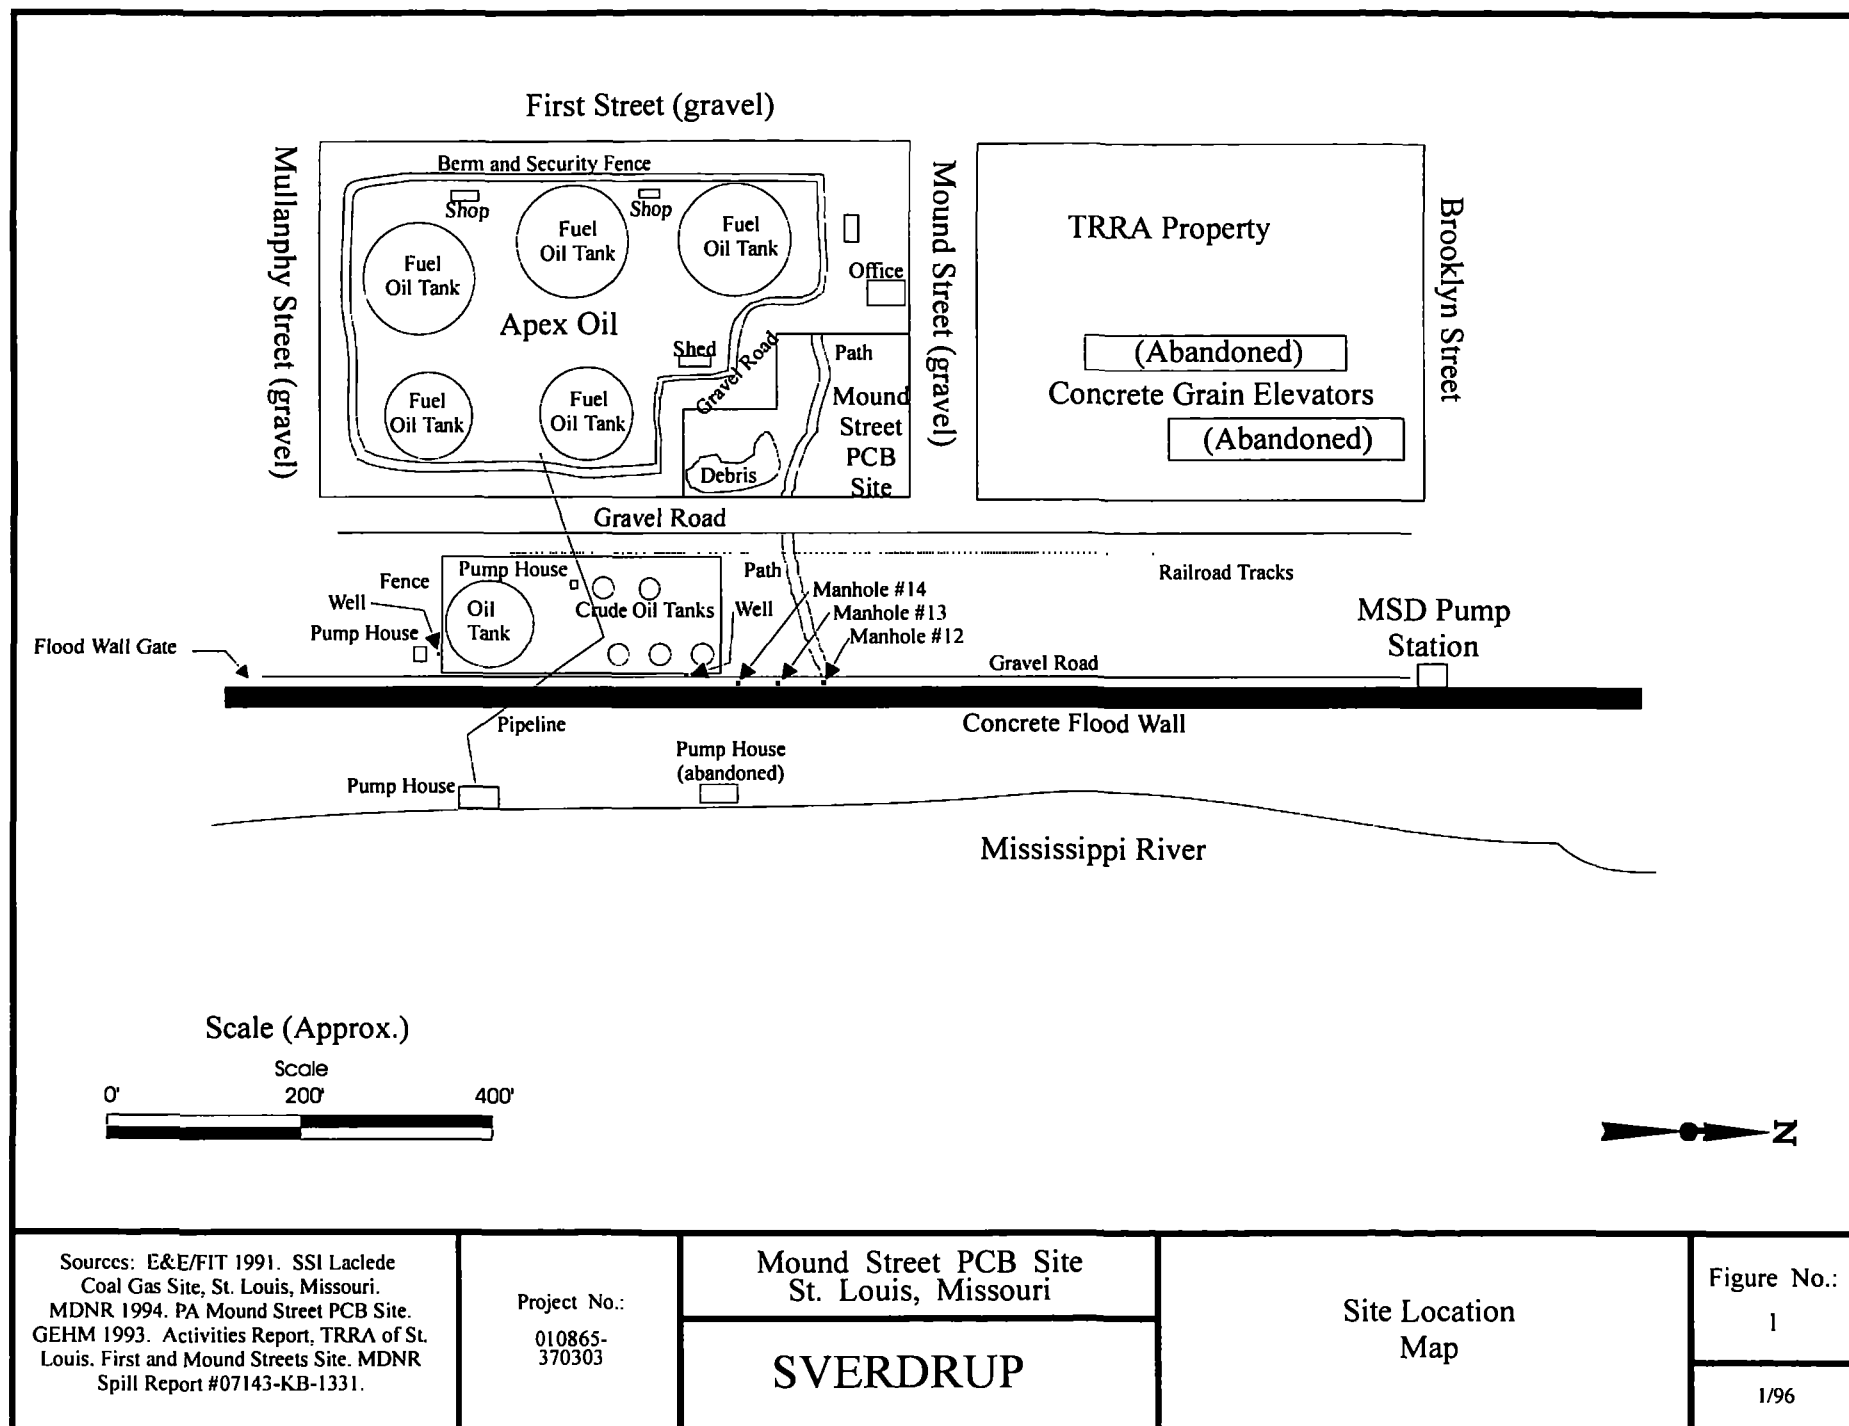 First Street (gravel)
Mullanphy Street (gravel)
Berm and Security Fence
Shop
Shop
Fuel
Oil Tank
Fuel
Oil Tank
Fuel
Oil Tank
Office
Apex Oil
Shed
Gravel Road
Fuel
Oil Tank
Fuel
Oil Tank
Path
Mound
Street
PCB
Site
Debris
Mound Street (gravel)
TRRA Property
(Abandoned)
Concrete Grain Elevators
(Abandoned)
Brooklyn Street
Gravel Road
Railroad Tracks
Fence
Pump House
Path
Well
Oil
Tank
Crude Oil Tanks
Well
Manhole #14
Manhole #13
Manhole #12
Pump House
Flood Wall Gate
Gravel Road
MSD Pump
Station
Pipeline
Concrete Flood Wall
Pump House
Pump House
(abandoned)
Mississippi River
Scale (Approx.)
Scale
0' 200' 400'
N
Sources: E&E/FIT 1991. SSI Laclede
Coal Gas Site, St. Louis, Missouri.
MDNR 1994. PA Mound Street PCB Site.
GEHM 1993. Activities Report, TRRA of St.
Louis. First and Mound Streets Site. MDNR
Spill Report #07143-KB-1331.
Project No.:
010865-
370303
Mound Street PCB Site
St. Louis, Missouri
SVERDRUP
Site Location
Map
Figure No.:
1
1/96